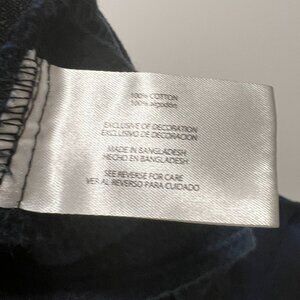 100% COTTON
100% algodón
EXCLUSIVE OF DECORATION
EXCLUSIVO DE DECORACION
MADE IN BANGLADESH
HECHO EN BANGLADESH
SEE REVERSE FOR CARE
VER AL REVERSO PARA CUIDADO